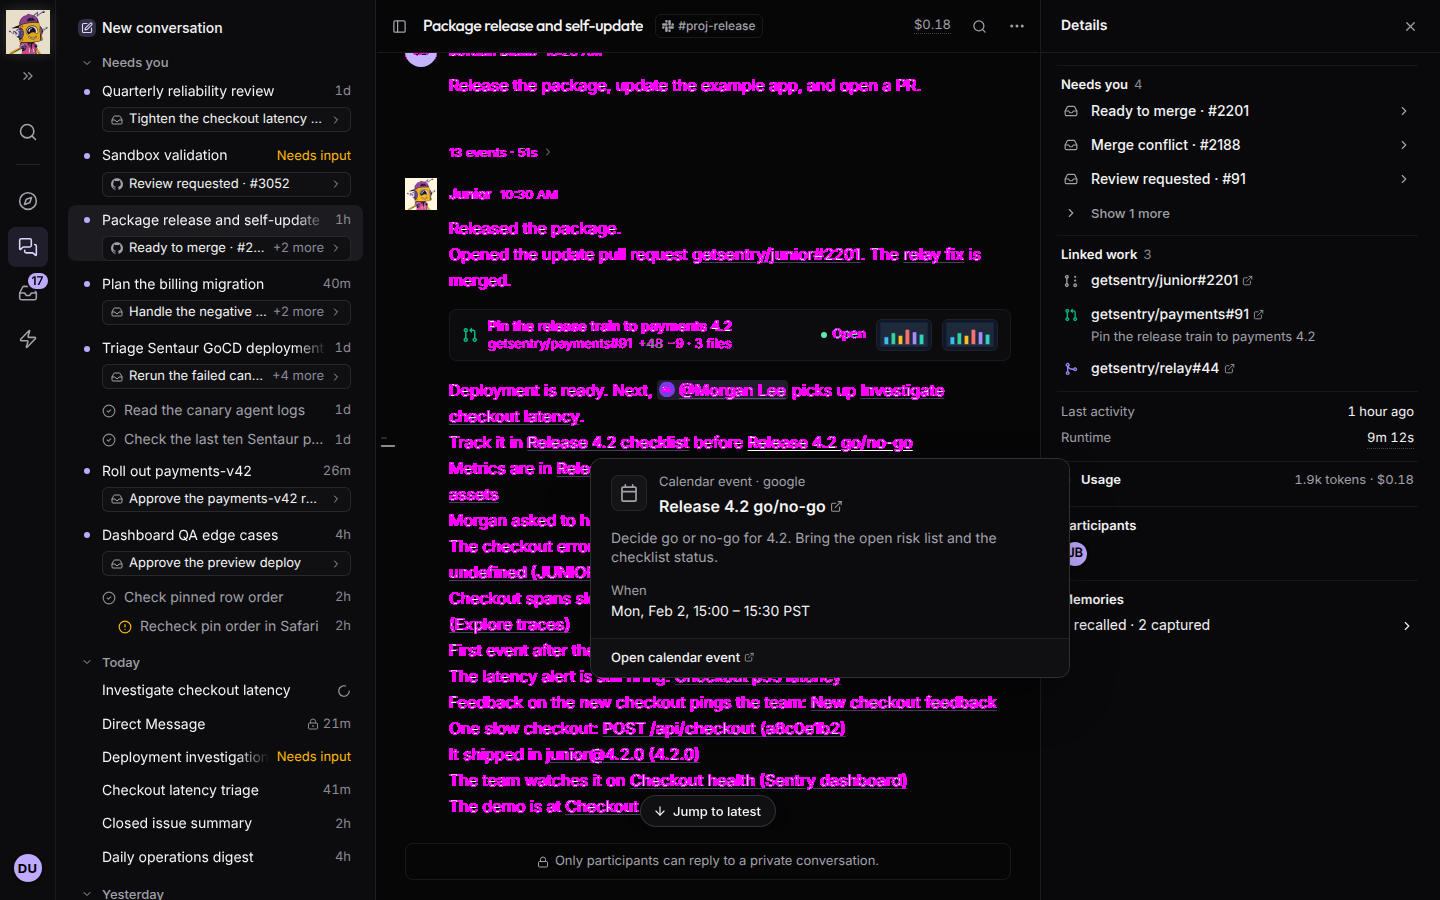 New conversation
Needs you
Quarterly reliability review 1d
Tighten the checkout latency ...
Sandbox validation Needs input
Review requested · #3052
Package release and self-update 1h
Ready to merge · #2... +2 more
17
Plan the billing migration 40m
Handle the negative ... +2 more
Triage Sentaur GoCD deployment 1d
Rerun the failed can... +4 more
Read the canary agent logs 1d
Check the last ten Sentaur p... 1d
Roll out payments-v42 26m
Approve the payments-v42 r...
Dashboard QA edge cases 4h
Approve the preview deploy
Check pinned row order 2h
Recheck pin order in Safari 2h
Today
Investigate checkout latency
Direct Message 21m
Deployment investigation Needs input
Checkout latency triage 41m
Closed issue summary 2h
Daily operations digest 4h
Yesterday
DU
Package release and self-update #proj-release $0.18
Release the package, update the example app, and open a PR.
13 events · 51s
Junior 10:30 AM
Released the package.
Opened the update pull request getsentry/junior#2201. The relay fix is
merged.
Pin the release train to payments 4.2
getsentry/payments#91 +48 −9 · 3 files
Open
Deployment is ready. Next, @Morgan Lee picks up Investigate
checkout latency.
Track it in Release 4.2 checklist before Release 4.2 go/no-go
Metrics are in Rele
assets
Morgan asked to h
The checkout erro
undefined (JUNIO
Checkout spans sl
(Explore traces)
First event after the
The latency alert is still firing: Checkout p95 latency
Feedback on the new checkout pings the team: New checkout feedback
One slow checkout: POST /api/checkout (a8c0e1b2)
It shipped in junior@4.2.0 (4.2.0)
The team watches it on Checkout health (Sentry dashboard)
The demo is at Checkout
Jump to latest
Only participants can reply to a private conversation.
Calendar event · google
Release 4.2 go/no-go
Decide go or no-go for 4.2. Bring the open risk list and the
checklist status.
When
Mon, Feb 2, 15:00 – 15:30 PST
Open calendar event
Details
Needs you 4
Ready to merge · #2201
Merge conflict · #2188
Review requested · #91
Show 1 more
Linked work 3
getsentry/junior#2201
getsentry/payments#91
Pin the release train to payments 4.2
getsentry/relay#44
Last activity 1 hour ago
Runtime 9m 12s
Usage 1.9k tokens · $0.18
articipants
JB
emories
recalled · 2 captured